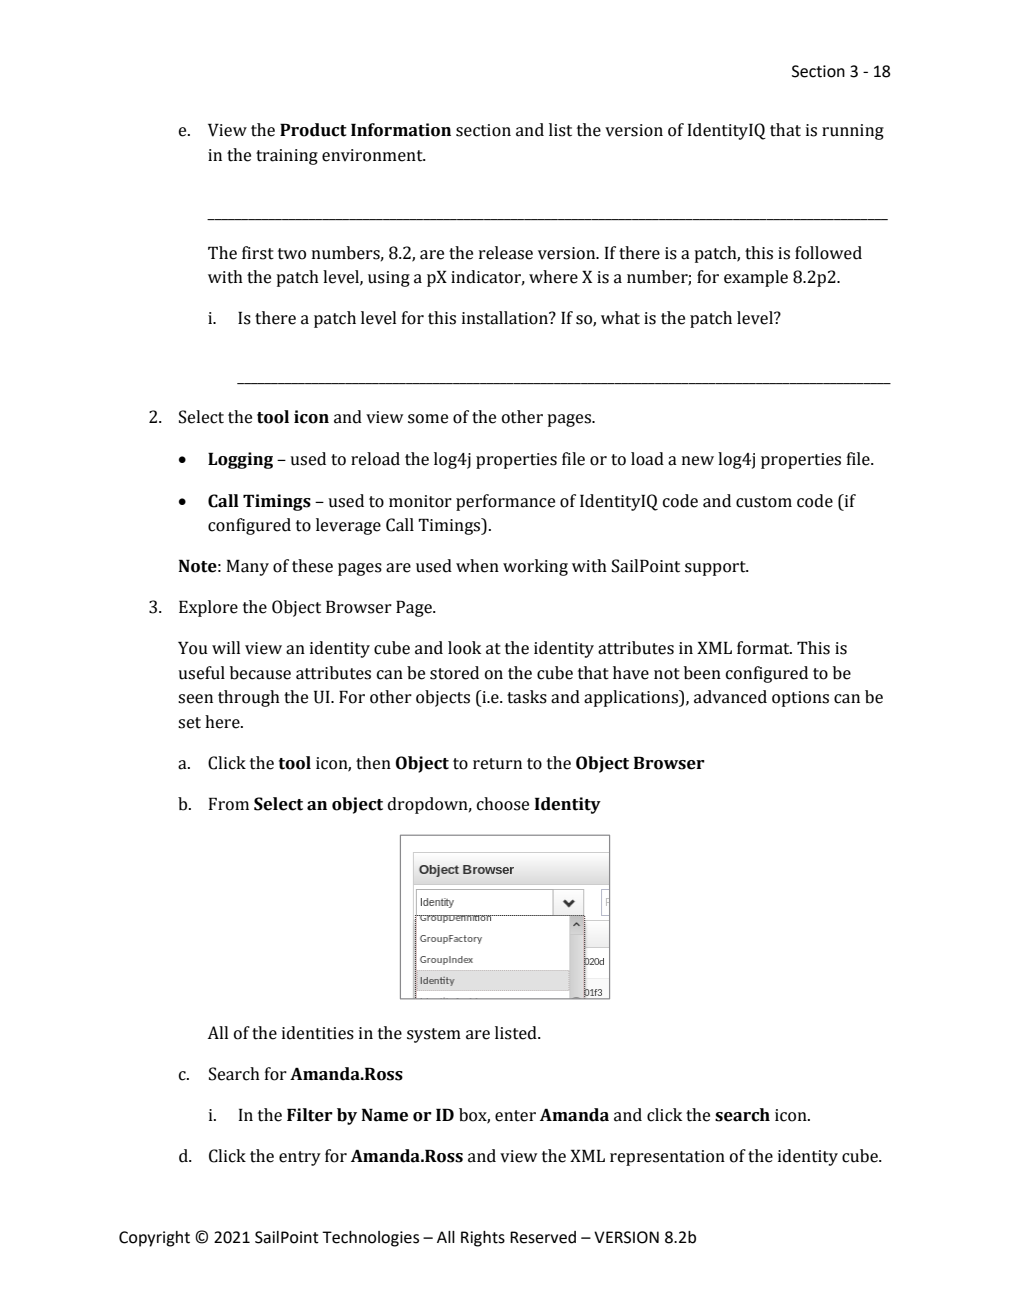 Section 3 - 18
e. View the Product Information section and list the version of IdentityIQ that is running
in the training environment.
The first two numbers, 8.2, are the release version. If there is a patch, this is followed
with the patch level, using a pX indicator, where X is a number; for example 8.2p2.
i. Is there a patch level for this installation? If so, what is the patch level?
2. Select the tool icon and view some of the other pages.
• Logging – used to reload the log4j properties file or to load a new log4j properties file.
• Call Timings – used to monitor performance of IdentityIQ code and custom code (if
configured to leverage Call Timings).
Note: Many of these pages are used when working with SailPoint support.
3. Explore the Object Browser Page.
You will view an identity cube and look at the identity attributes in XML format. This is
useful because attributes can be stored on the cube that have not been configured to be
seen through the UI. For other objects (i.e. tasks and applications), advanced options can be
set here.
a. Click the tool icon, then Object to return to the Object Browser
b. From Select an object dropdown, choose Identity
Object Browser
Identity
GroupDefinition
GroupFactory
GroupIndex
020d
Identity
01f3
All of the identities in the system are listed.
c. Search for Amanda.Ross
i. In the Filter by Name or ID box, enter Amanda and click the search icon.
d. Click the entry for Amanda.Ross and view the XML representation of the identity cube.
Copyright © 2021 SailPoint Technologies – All Rights Reserved – VERSION 8.2b